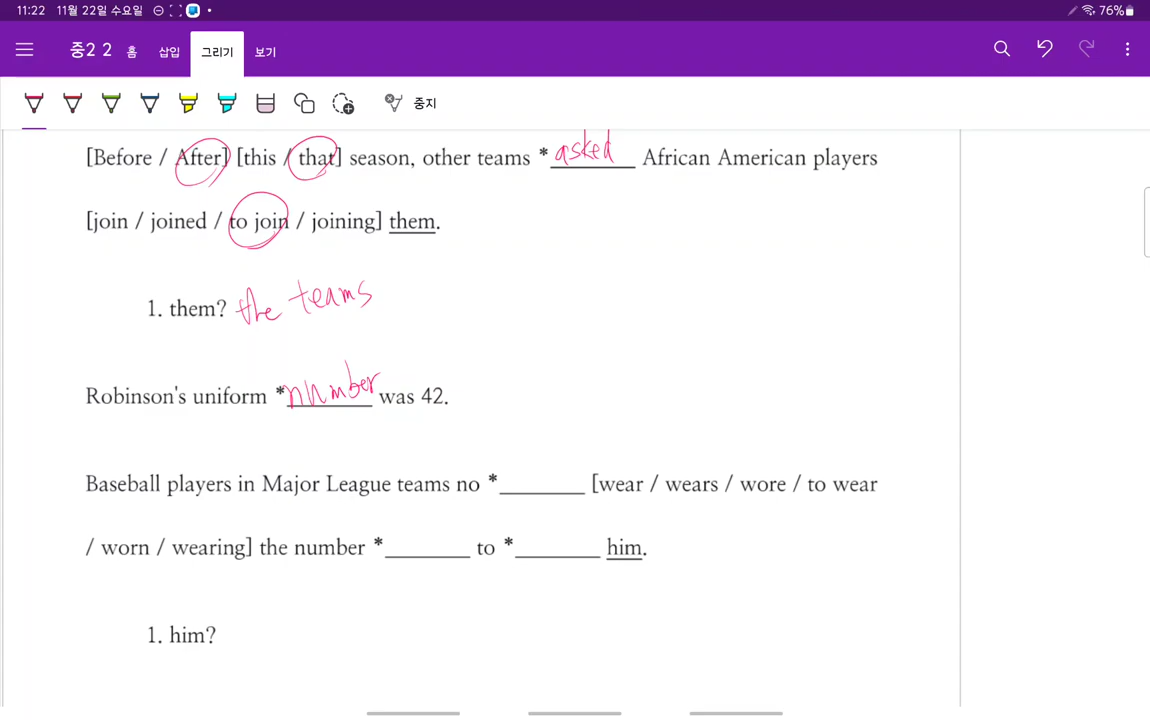 11:22 11월 22일 수요일 76%
중2 2 홈 삽입 그리기 보기
중지
[Before / After] [this / that] season, other teams *asked African American players
[join / joined / to join / joining] them.
1. them? the teams
Robinson's uniform *number was 42.
Baseball players in Major League teams no *________ [wear / wears / wore / to wear
/ worn / wearing] the number *________ to *________ him.
1. him?